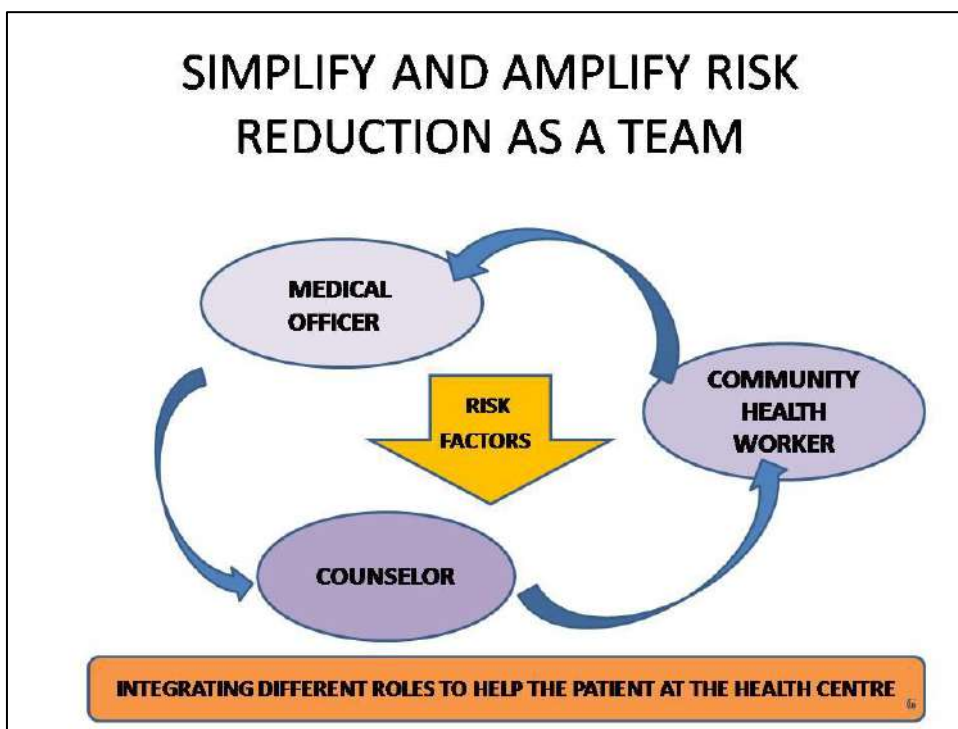 SIMPLIFY AND AMPLIFY RISK
REDUCTION AS A TEAM
MEDICAL
OFFICER
RISK
FACTORS
COMMUNITY
HEALTH
WORKER
COUNSELOR
INTEGRATING DIFFERENT ROLES TO HELP THE PATIENT AT THE HEALTH CENTRE